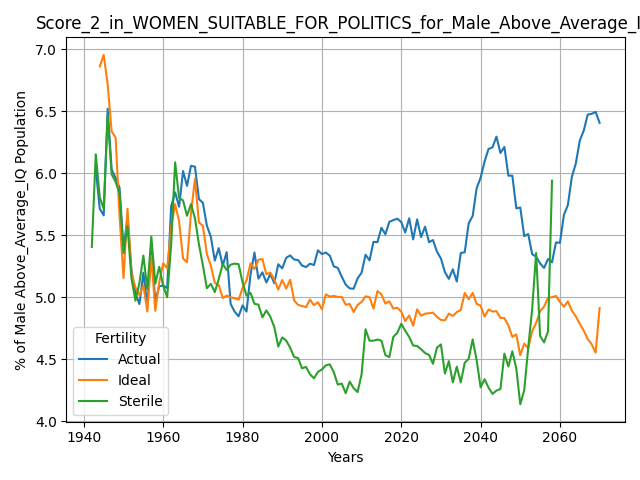 Score_2_in_WOMEN_SUITABLE_FOR_POLITICS_for_Male_Above_Average_I
% of Male Above_Average_IQ Population
7.0
6.5
6.0
5.5
5.0
4.5
4.0
Fertility
Actual
Ideal
Sterile
1940 1960 1980 2000 2020 2040 2060
Years